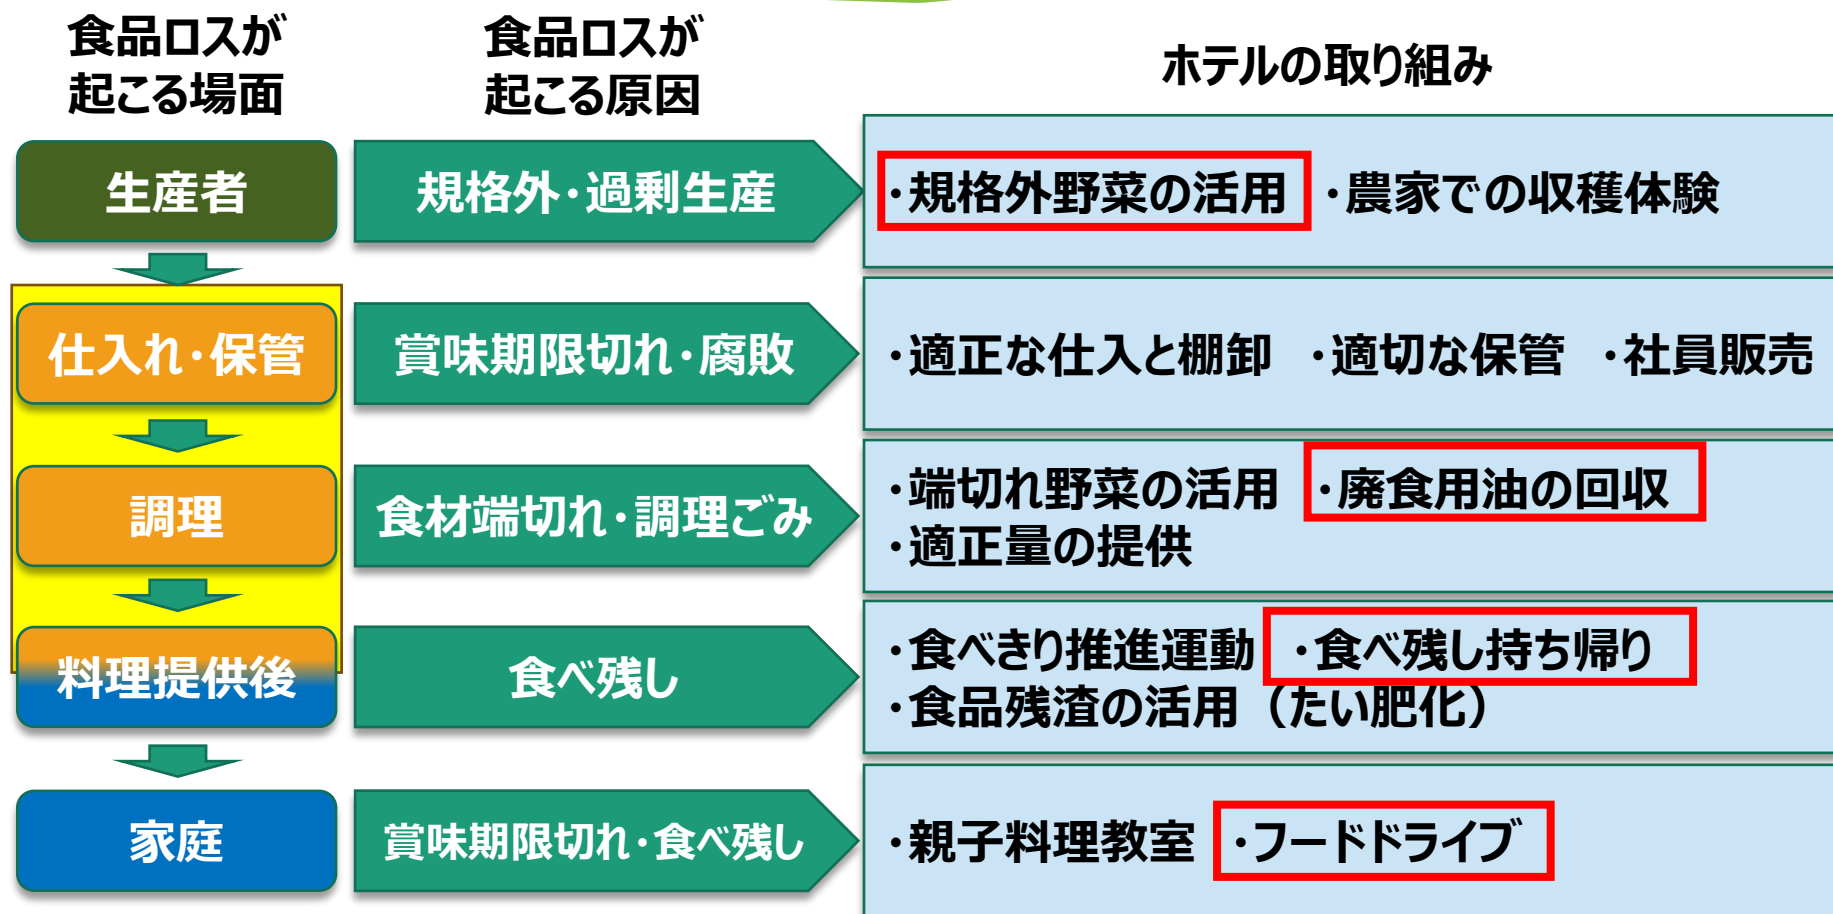 食品ロスが
起こる場面
食品ロスが
起こる原因
ホテルの取り組み
生産者
規格外・過剰生産
・規格外野菜の活用 ・農家での収穫体験
仕入れ・保管
賞味期限切れ・腐敗
・適正な仕入と棚卸 ・適切な保管 ・社員販売
調理
食材端切れ・調理ごみ
・端切れ野菜の活用 ・廃食用油の回収
・適正量の提供
料理提供後
食べ残し
・食べきり推進運動 ・食べ残し持ち帰り
・食品残渣の活用（たい肥化）
家庭
賞味期限切れ・食べ残し
・親子料理教室 ・フードドライブ